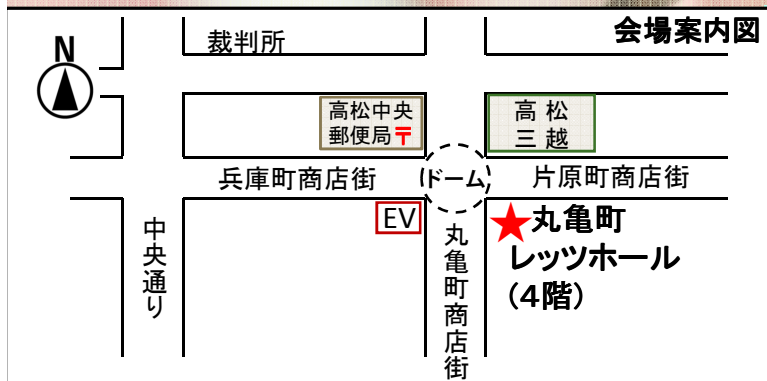 会場案内図
N
裁判所
高松中央
郵便局〒
高松
三越
兵庫町商店街
ドーム
片原町商店街
EV
★丸亀町
レッツホール
(4階)
中央通り
丸亀町商店街